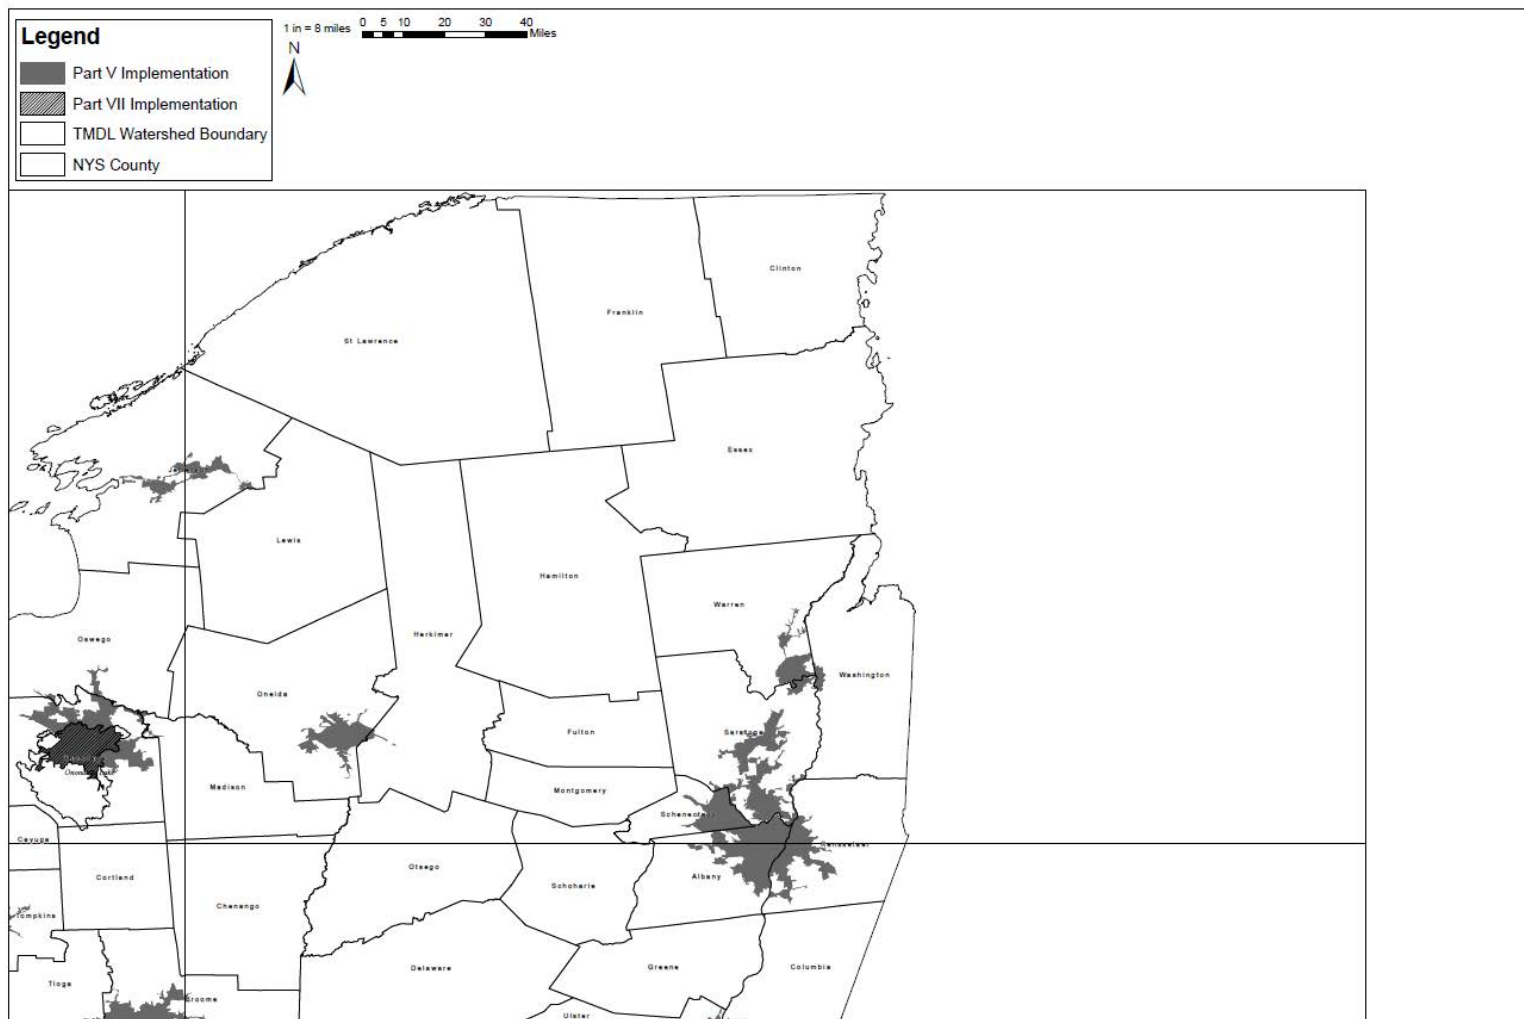 Legend
Part V Implementation
Part VII Implementation
TMDL Watershed Boundary
NYS County
1 in = 8 miles
0 5 10 20 30 40
Miles
N
Clinton
Franklin
St Lawrence
Essex
Lewis
Hamilton
Warren
Oswego
Herkimer
Washington
Oneida
Fulton
Saratoga
Madison
Montgomery
Schenectady
Cayuga
Rensselaer
Otsego
Cortland
Albany
Schoharie
Chenango
Tompkins
Delaware
Greene
Columbia
Tioga
Broome
Ulster